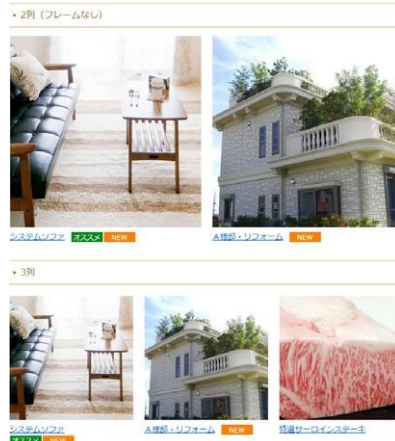 2列（フレームなし）
システムソファ オススメ NEW
A様邸・リフォーム NEW
3列
システムソファ
オススメ NEW
A様邸・リフォーム NEW
特選サーロインステーキ